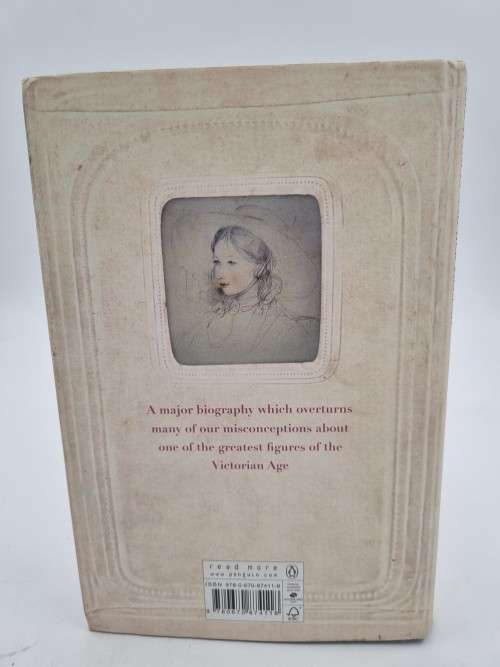 A major biography which overturns
many of our misconceptions about
one of the greatest figures of the
Victorian Age
read more
www.penguin.com